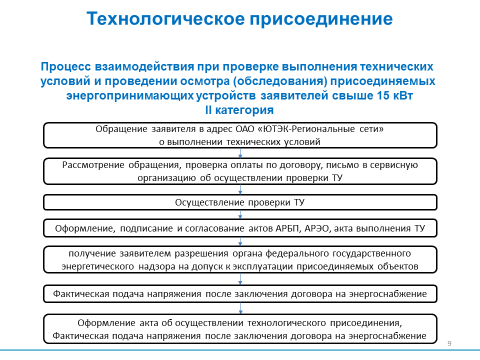 Технологическое присоединение
Процесс взаимодействия при проверке выполнения технических
условий и проведении осмотра (обследования) присоединяемых
энергопринимающих устройств заявителей свыше 15 кВт
II категория
Обращение заявителя в адрес ОАО «ЮТЭК-Региональные сети»
о выполнении технических условий
Рассмотрение обращения, проверка оплаты по договору, письмо в сервисную
организацию об осуществлении проверки ТУ
Осуществление проверки ТУ
Оформление, подписание и согласование актов АРБП, АРЭО, акта выполнения ТУ
получение заявителем разрешения органа федерального государственного
энергетического надзора на допуск к эксплуатации присоединяемых объектов
Фактическая подача напряжения после заключения договора на энергоснабжение
Оформление акта об осуществлении технологического присоединения,
Фактическая подача напряжения после заключения договора на энергоснабжение
9